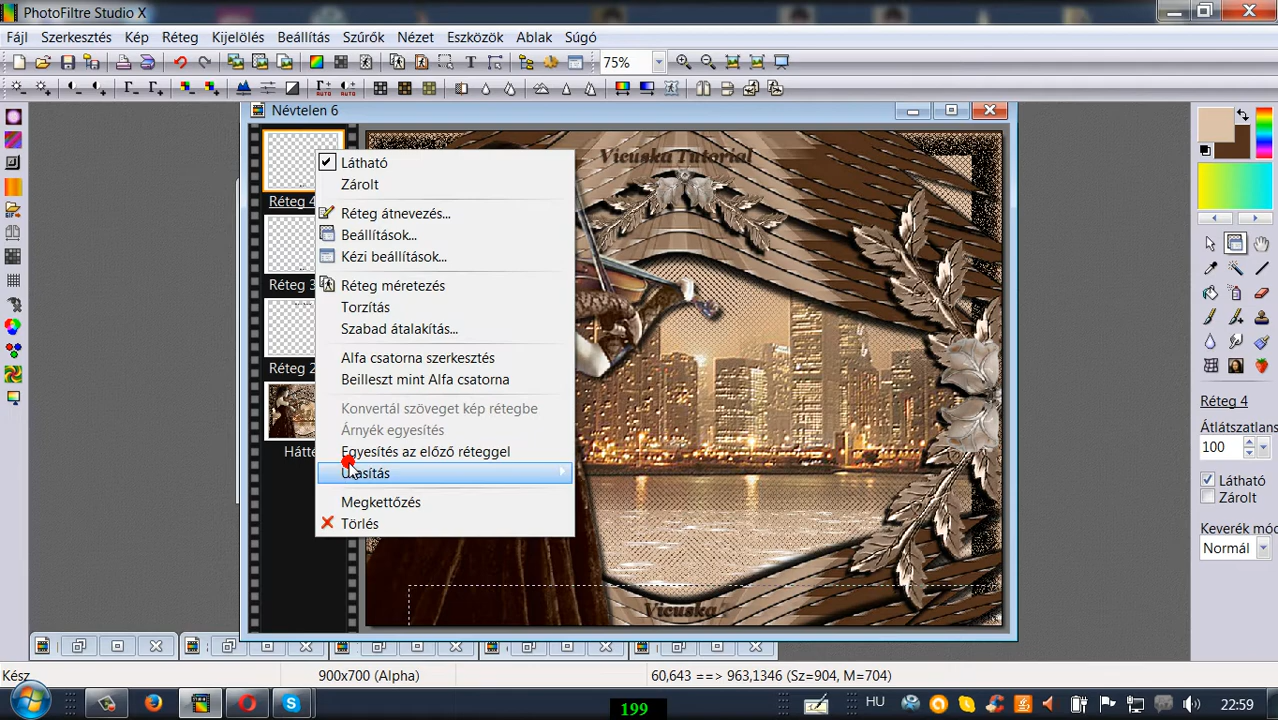 PhotoFiltre Studio X
Fájl Szerkesztés Kép Réteg Kijelölés Beállítás Szűrők Nézet Eszközök Ablak Súgó
75%
AUTO AUTO
Névtelen 6
Vicuska Tutorial
Látható
Zárolt
Réteg 4
Réteg átnevezés...
Beállítások...
Kézi beállítások...
Réteg 3
Réteg méretezés
Torzítás
Szabad átalakítás...
Réteg 2
Alfa csatorna szerkesztés
Beilleszt mint Alfa csatorna
Konvertál szöveget kép rétegbe
Árnyék egyesítés
Egyesítés az előző réteggel
Hátte
Megkettőzés
Törlés
Vicuska
GIF
Réteg 4
Átlátszatlans
100
Látható
Zárolt
Keverék mód
Normál
Kész
900x700 (Alpha)
60,643 ==> 963,1346 (Sz=904, M=704)
199
HU
22:59